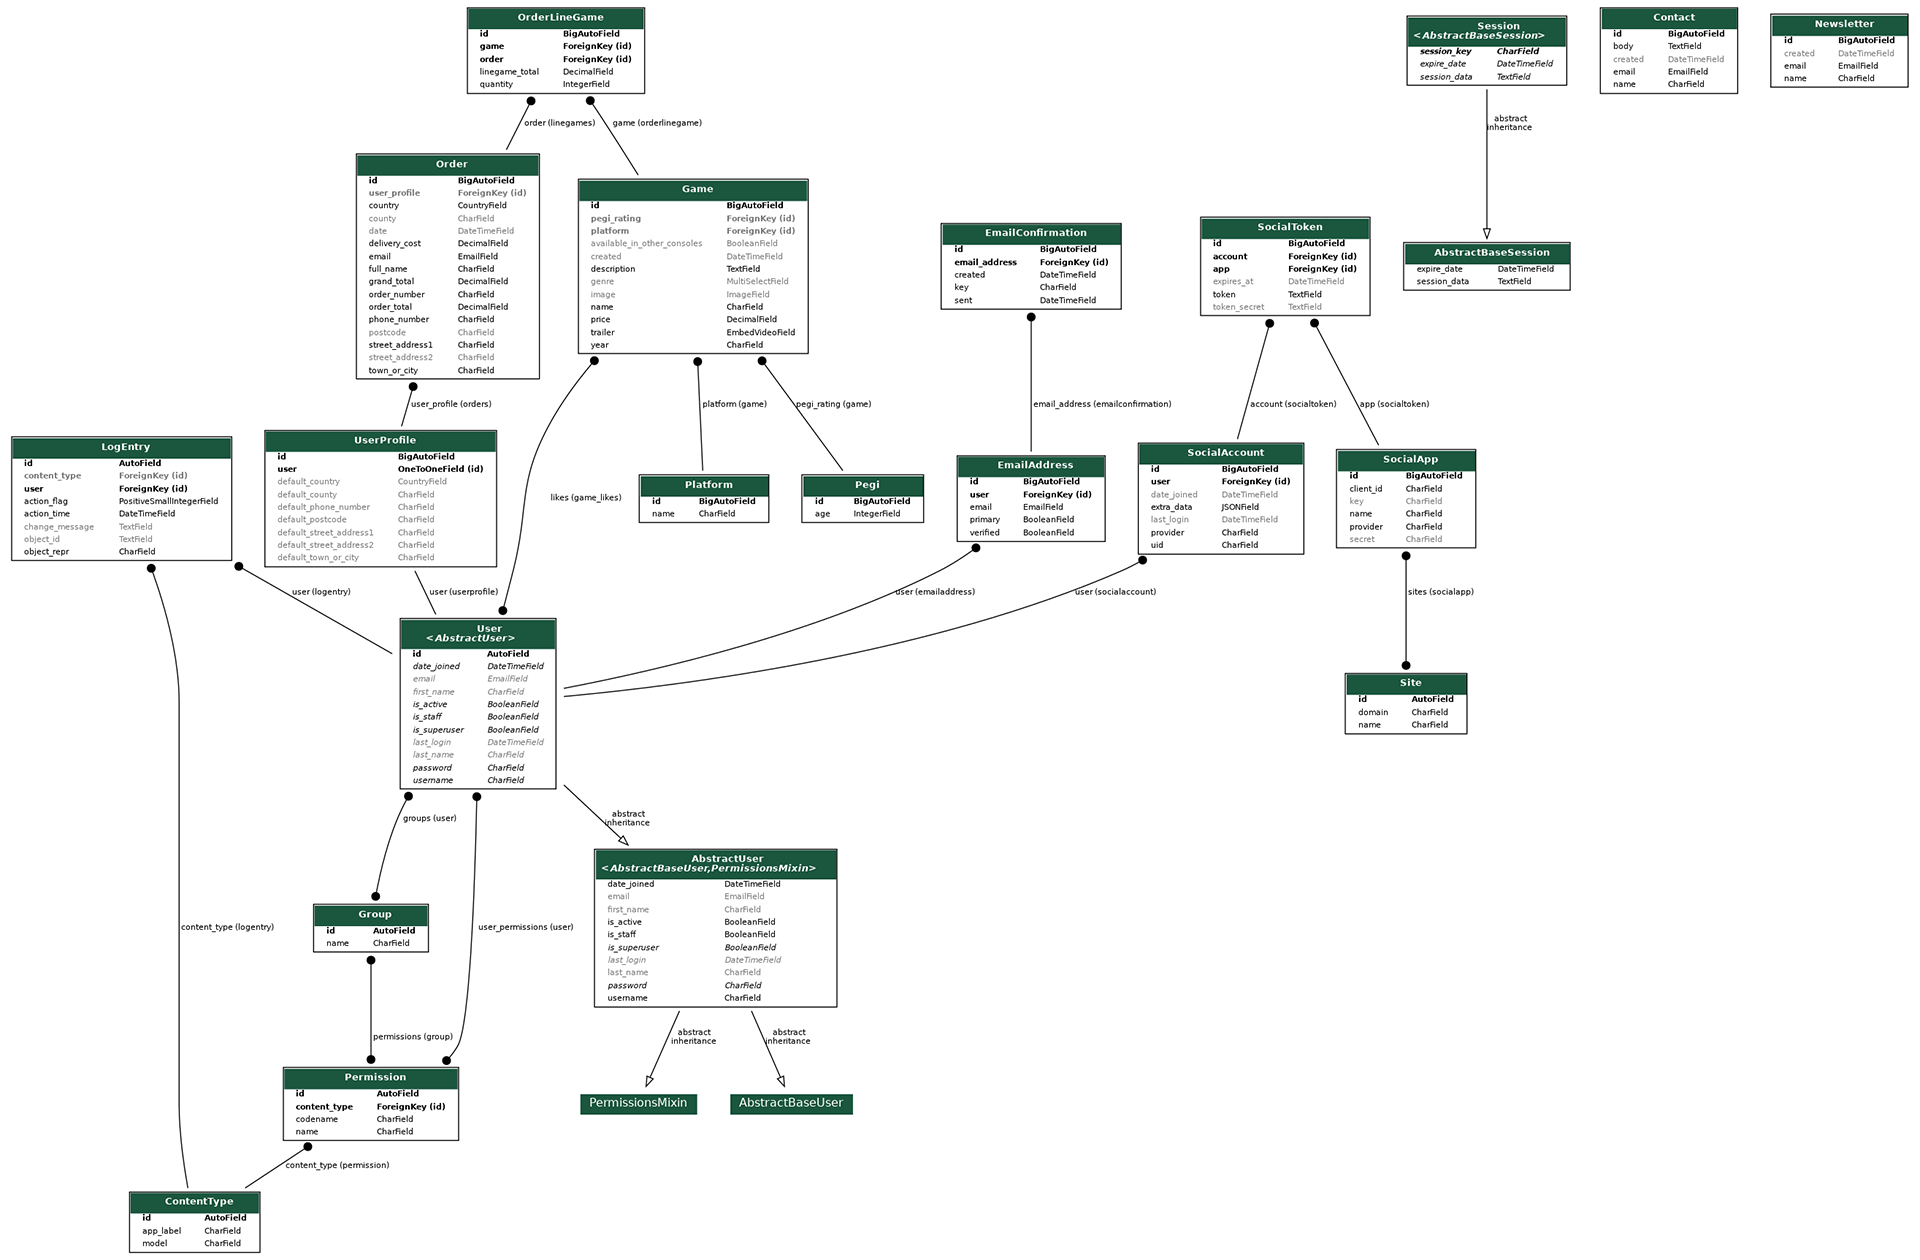 OrderLineGame
id BigAutoField
game ForeignKey (id)
order ForeignKey (id)
linegame_total DecimalField
quantity IntegerField
Session
<AbstractBaseSession>
session_key CharField
expire_date DateTimeField
session_data TextField
Contact
id BigAutoField
body TextField
created DateTimeField
email EmailField
name CharField
Newsletter
id BigAutoField
created DateTimeField
email EmailField
name CharField
order (linegames)
game (orderlinegame)
abstract
inheritance
Order
id BigAutoField
user_profile ForeignKey (id)
country CountryField
county CharField
date DateTimeField
delivery_cost DecimalField
email EmailField
full_name CharField
grand_total DecimalField
order_number CharField
order_total DecimalField
phone_number CharField
postcode CharField
street_address1 CharField
street_address2 CharField
town_or_city CharField
Game
id BigAutoField
pegi_rating ForeignKey (id)
platform ForeignKey (id)
available_in_other_consoles BooleanField
created DateTimeField
description TextField
genre MultiSelectField
image ImageField
name CharField
price DecimalField
trailer EmbedVideoField
year CharField
EmailConfirmation
id BigAutoField
email_address ForeignKey (id)
created DateTimeField
key CharField
sent DateTimeField
SocialToken
id BigAutoField
account ForeignKey (id)
app ForeignKey (id)
expires_at DateTimeField
token TextField
token_secret TextField
AbstractBaseSession
expire_date DateTimeField
session_data TextField
user_profile (orders)
platform (game)
pegi_rating (game)
email_address (emailconfirmation)
account (socialtoken)
app (socialtoken)
LogEntry
id AutoField
content_type ForeignKey (id)
user ForeignKey (id)
action_flag PositiveSmallIntegerField
action_time DateTimeField
change_message TextField
object_id TextField
object_repr CharField
UserProfile
id BigAutoField
user OneToOneField (id)
default_country CountryField
default_county CharField
default_phone_number CharField
default_postcode CharField
default_street_address1 CharField
default_street_address2 CharField
default_town_or_city CharField
likes (game_likes)
Platform
id BigAutoField
name CharField
Pegi
id BigAutoField
age IntegerField
EmailAddress
id BigAutoField
user ForeignKey (id)
email EmailField
primary BooleanField
verified BooleanField
SocialAccount
id BigAutoField
user ForeignKey (id)
date_joined DateTimeField
extra_data JSONField
last_login DateTimeField
provider CharField
uid CharField
SocialApp
id BigAutoField
client_id CharField
key CharField
name CharField
provider CharField
secret CharField
user (logentry)
user (userprofile)
user (emailaddress)
user (socialaccount)
sites (socialapp)
User
<AbstractUser>
id AutoField
date_joined DateTimeField
email EmailField
first_name CharField
is_active BooleanField
is_staff BooleanField
is_superuser BooleanField
last_login DateTimeField
last_name CharField
password CharField
username CharField
Site
id AutoField
domain CharField
name CharField
groups (user)
abstract
inheritance
AbstractUser
<AbstractBaseUser,PermissionsMixin>
date_joined DateTimeField
email EmailField
first_name CharField
is_active BooleanField
is_staff BooleanField
is_superuser BooleanField
last_login DateTimeField
last_name CharField
password CharField
username CharField
content_type (logentry)
Group
id AutoField
name CharField
user_permissions (user)
permissions (group)
abstract
inheritance
abstract
inheritance
Permission
id AutoField
content_type ForeignKey (id)
codename CharField
name CharField
PermissionsMixin
AbstractBaseUser
content_type (permission)
ContentType
id AutoField
app_label CharField
model CharField